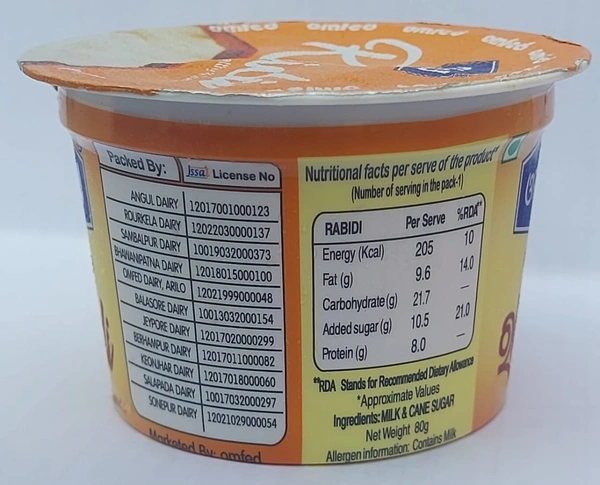 omfed omfed omfed omfed
Packed By: fssai License No
ANGUL DAIRY 12017001000123
ROURKELA DAIRY 12022030000137
SAMBALPUR DAIRY 10019032000373
BHAWANIPATNA DAIRY 12018015000100
OMFED DAIRY, ARILO 12021999000048
BALASORE DAIRY 10013032000154
JEYPORE DAIRY 12017020000299
BERHAMPUR DAIRY 12017011000082
KEONJHAR DAIRY 12017018000060
SALAPADA DAIRY 10017032000297
SONEPUR DAIRY 12021029000054
Marketed By: omfed
Nutritional facts per serve of the product*
(Number of serving in the pack-1)
RABIDI Per Serve %RDA**
Energy (Kcal) 205 10
Fat (g) 9.6 14.0
Carbohydrate (g) 21.7 —
Added sugar (g) 10.5 21.0
Protein (g) 8.0 —
**RDA Stands for Recommended Dietary Allowance
*Approximate Values
Ingredients: MILK & CANE SUGAR
Net Weight 80g
Allergen information: Contains Milk